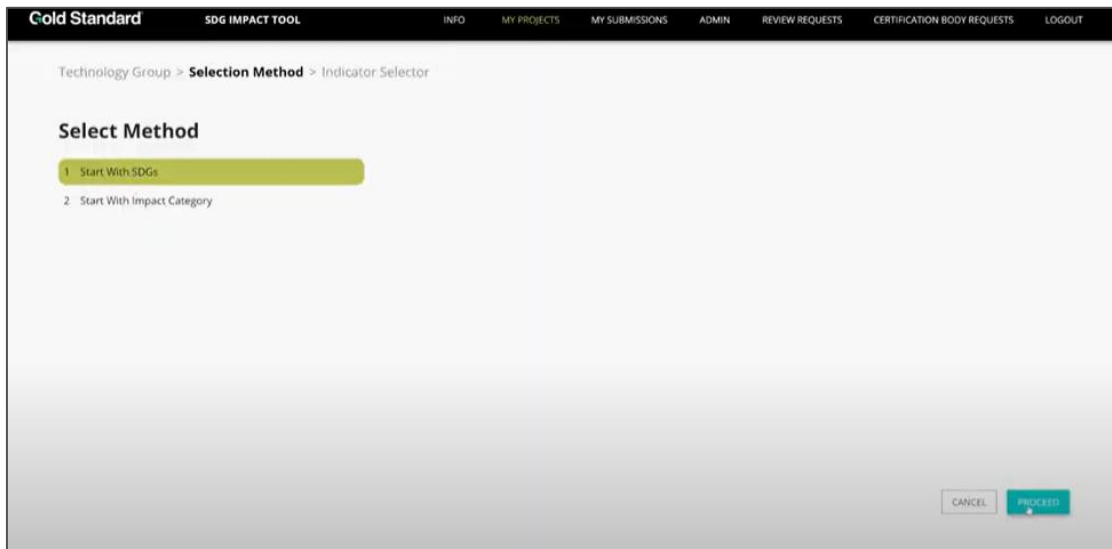 Gold Standard SDG IMPACT TOOL INFO MY PROJECTS MY SUBMISSIONS ADMIN REVIEW REQUESTS CERTIFICATION BODY REQUESTS LOGOUT
Technology Group > Selection Method > Indicator Selector
Select Method
1 Start With SDGs
2 Start With Impact Category
CANCEL PROCEED